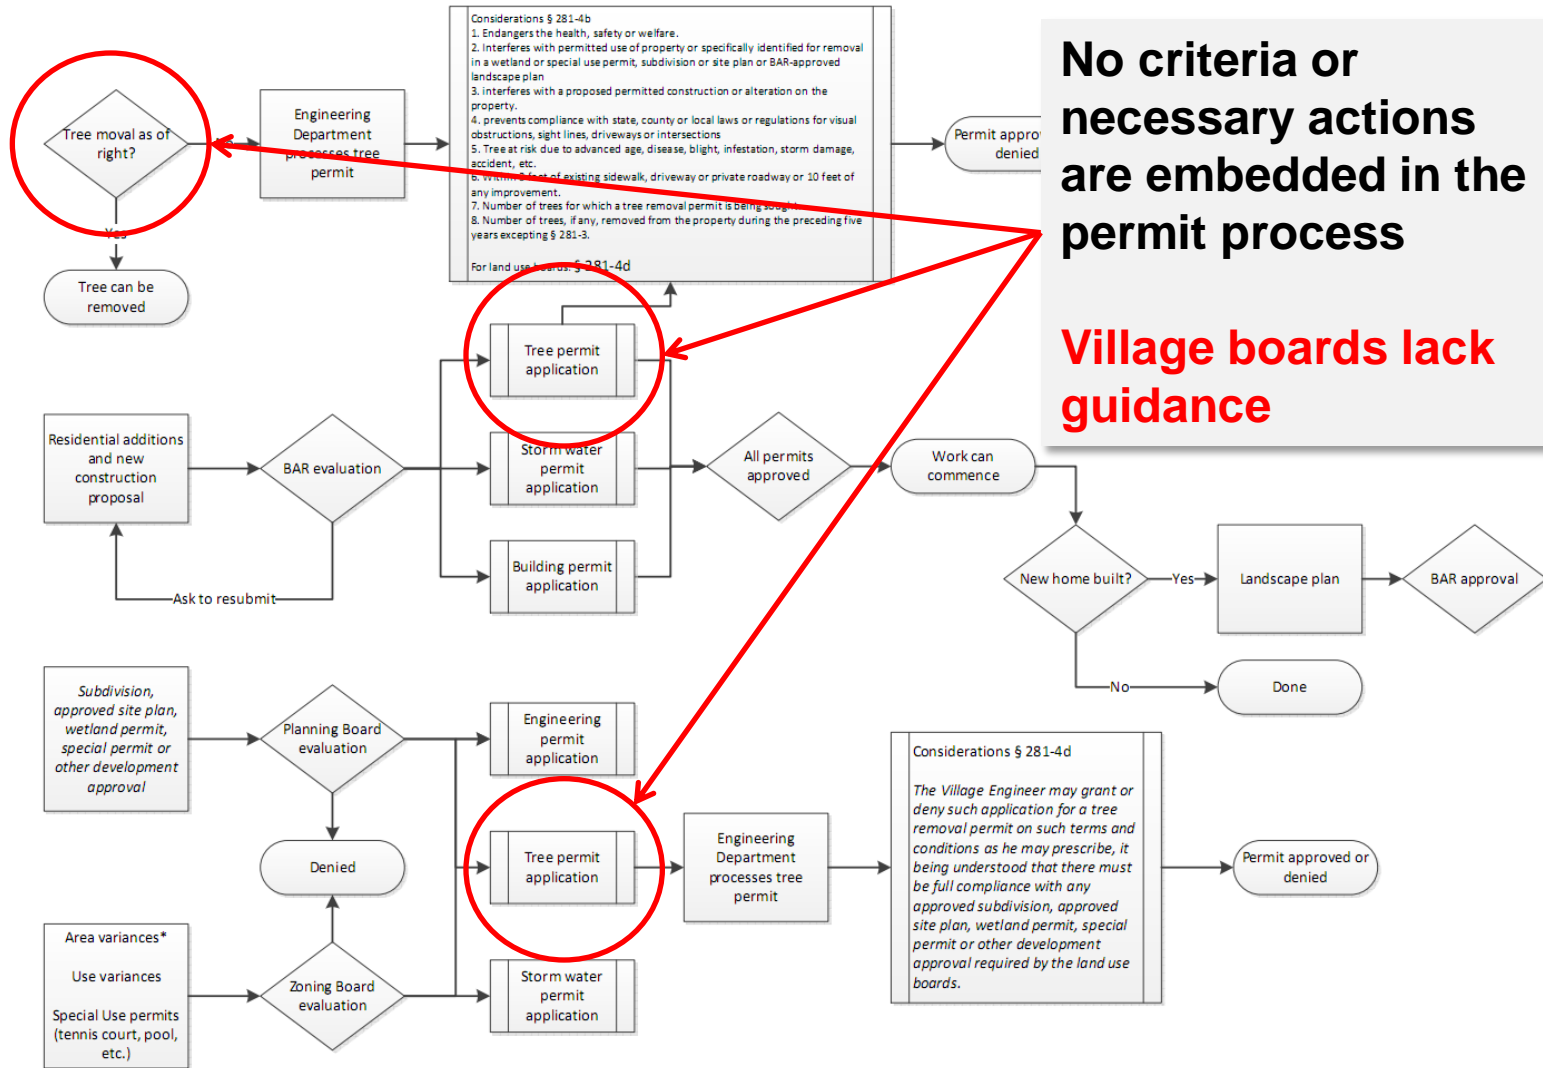 Considerations § 281-4b
1. Endangers the health, safety or welfare.
2. Interferes with permitted use of property or specifically identified for removal
in a wetland or special use permit, subdivision or site plan or BAR-approved
landscape plan
3. interferes with a proposed permitted construction or alteration on the
property.
4. prevents compliance with state, county or local laws or regulations for visual
obstructions, sight lines, driveways or intersections
5. Tree at risk due to advanced age, disease, blight, infestation, storm damage,
accident, etc.
6. feet of existing sidewalk, driveway or private roadway or 10 feet of
any improvement.
7. Number of trees for which a tree removal permit is being
8. Number of trees, if any, removed from the property during the preceding five
years excepting § 281-3.
For land use boards: § 281-4d
No criteria or
necessary actions
are embedded in the
permit process
Village boards lack
guidance
Tree moval as of
right?
No
Engineering
Department
processes tree
permit
Permit
denied
Yes
Tree can be
removed
Tree permit
application
Residential additions
and new
construction
proposal
BAR evaluation
Storm water
permit
application
All permits
approved
Work can
commence
Building permit
application
Ask to resubmit
New home built?
Yes
Landscape plan
BAR approval
No
Done
Subdivision,
approved site plan,
wetland permit,
special permit or
other development
approval
Planning Board
evaluation
Engineering
permit
application
Denied
Tree permit
application
Engineering
Department
processes tree
permit
Considerations § 281-4d
The Village Engineer may grant or
deny such application for a tree
removal permit on such terms and
conditions as he may prescribe, it
being understood that there must
be full compliance with any
approved subdivision, approved
site plan, wetland permit, special
permit or other development
approval required by the land use
boards.
Permit approved or
denied
Area variances*
Use variances
Special Use permits
(tennis court, pool,
etc.)
Zoning Board
evaluation
Storm water
permit
application